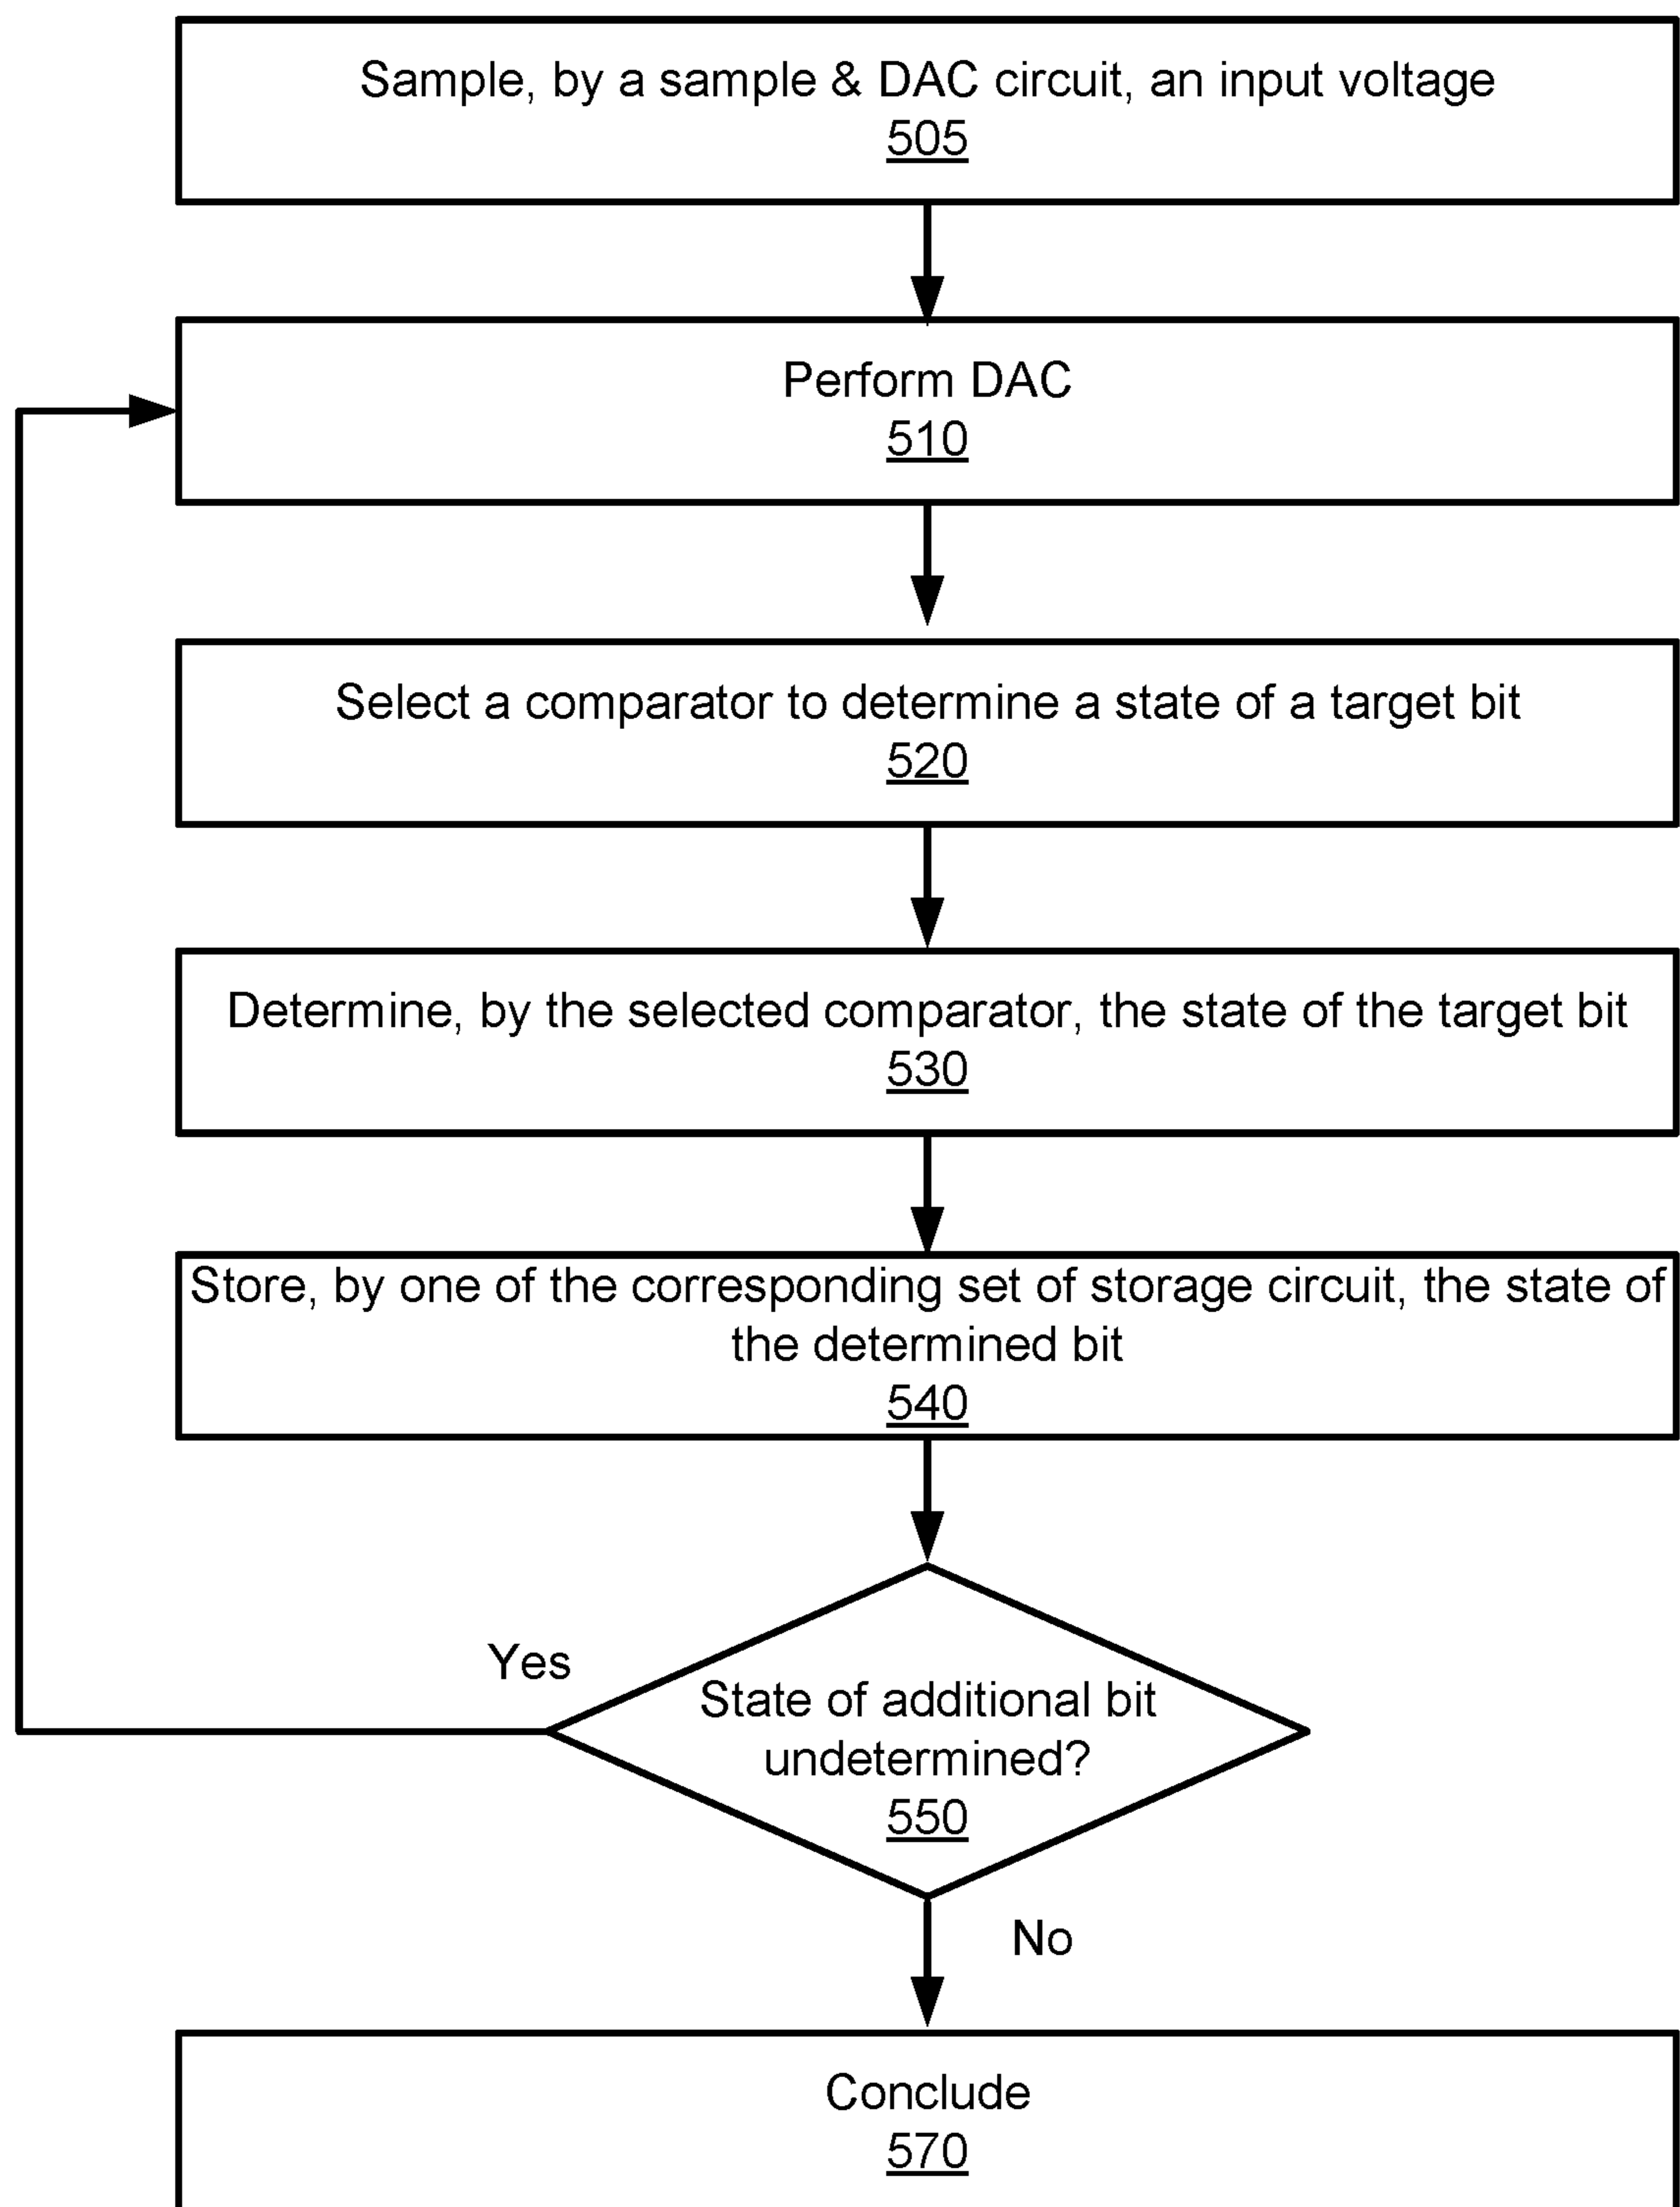 Sample, by a sample & DAC circuit, an input voltage
505
Perform DAC
510
Select a comparator to determine a state of a target bit
520
Determine, by the selected comparator, the state of the target bit
530
Store, by one of the corresponding set of storage circuit, the state of
the determined bit
540
Yes
State of additional bit
undetermined?
550
No
Conclude
570